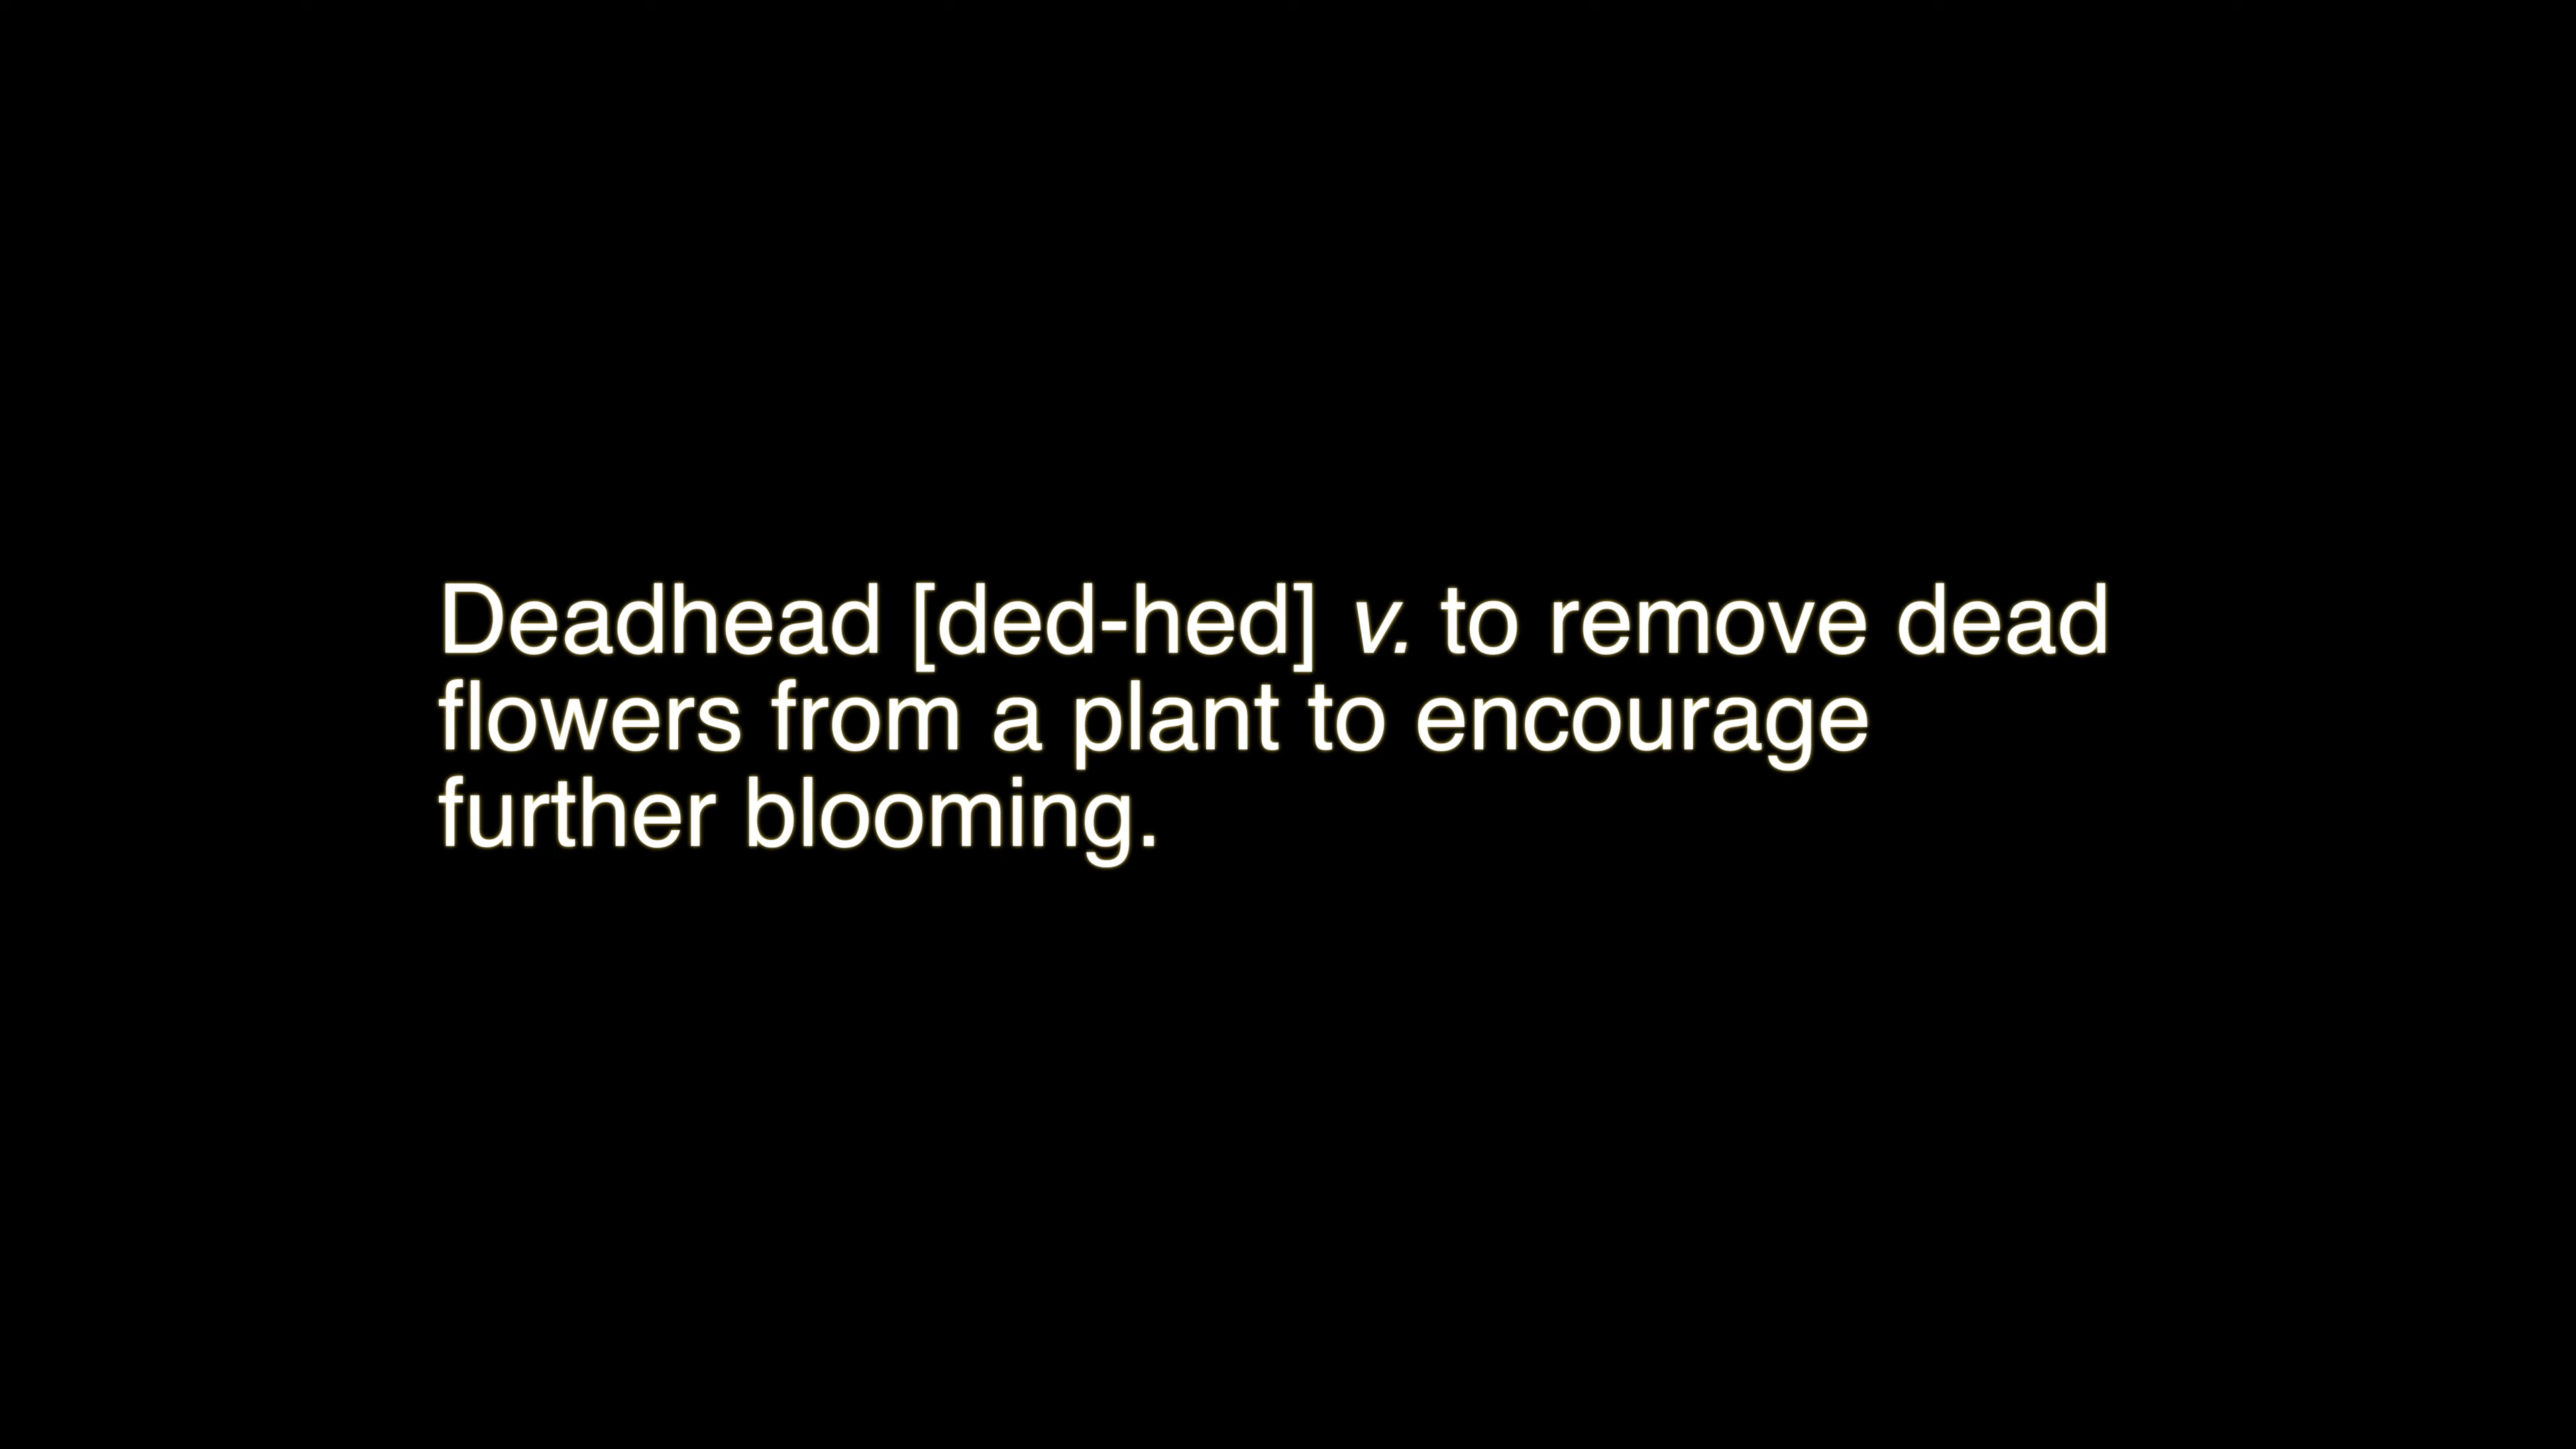 Deadhead [ded-hed] v. to remove dead
flowers from a plant to encourage
further blooming.